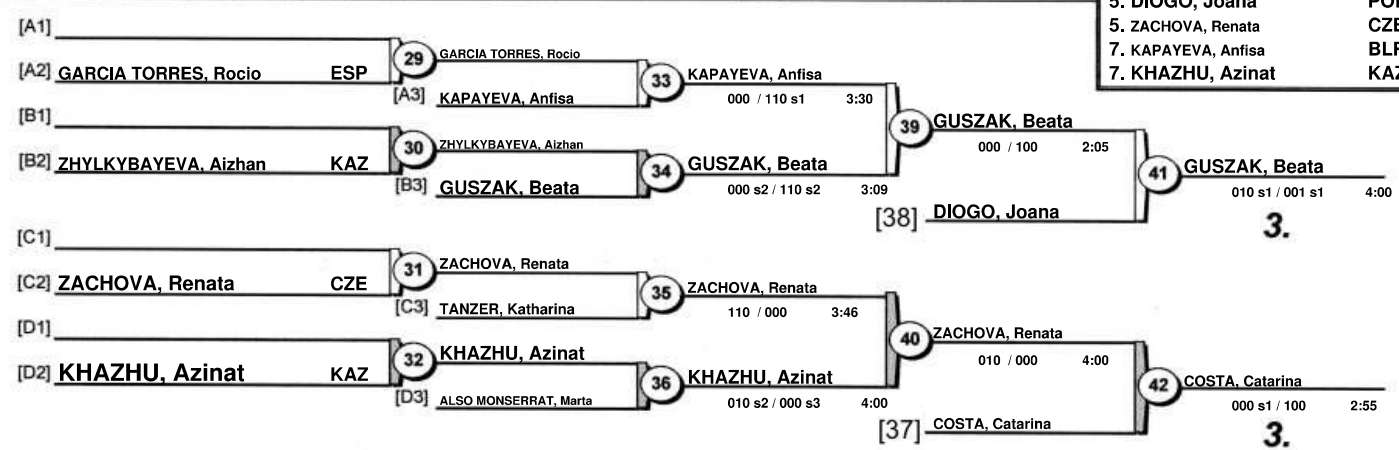 5. DIOGO, Joana
5. ZACHOVA, Renata CZE
7. KAPAYEVA, Anfisa
7. KHAZHU, Azinat KAZ
[A1]
[A2] GARCIA TORRES, Rocio ESP
29
GARCIA TORRES, Rocio
[A3] KAPAYEVA, Anfisa
33
KAPAYEVA, Anfisa
000 / 110 s1 3:30
[B1]
[B2] ZHYLKYBAYEVA, Aizhan KAZ
30
ZHYLKYBAYEVA, Aizhan
[B3] GUSZAK, Beata
34
GUSZAK, Beata
000 s2 / 110 s2 3:09
39
GUSZAK, Beata
000 / 100 2:05
[38] DIOGO, Joana
41
GUSZAK, Beata
010 s1 / 001 s1 4:00
3.
[C1]
[C2] ZACHOVA, Renata CZE
31
ZACHOVA, Renata
[C3] TANZER, Katharina
35
ZACHOVA, Renata
110 / 000 3:46
[D1]
[D2] KHAZHU, Azinat KAZ
32
KHAZHU, Azinat
[D3] ALSO MONSERRAT, Marta
36
KHAZHU, Azinat
010 s2 / 000 s3 4:00
40
ZACHOVA, Renata
010 / 000 4:00
[37] COSTA, Catarina
42
COSTA, Catarina
000 s1 / 100 2:55
3.